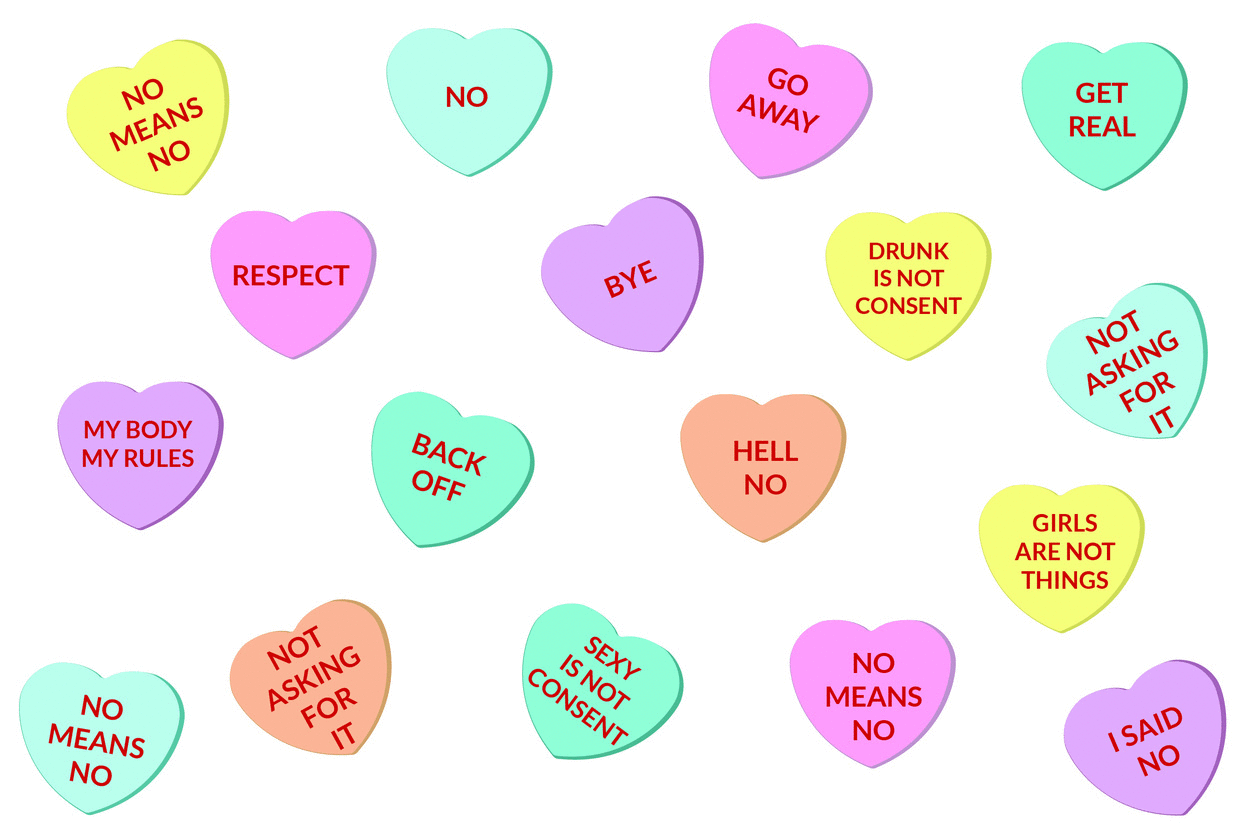 NO
MEANS
NO
NO
GO
AWAY
GET
REAL
RESPECT
BYE
DRUNK
IS NOT
CONSENT
NOT
ASKING
FOR
IT
MY BODY
MY RULES
BACK
OFF
HELL
NO
GIRLS
ARE NOT
THINGS
NO
MEANS
NO
NOT
ASKING
FOR
IT
SEXY
IS NOT
CONSENT
NO
MEANS
NO
I SAID
NO